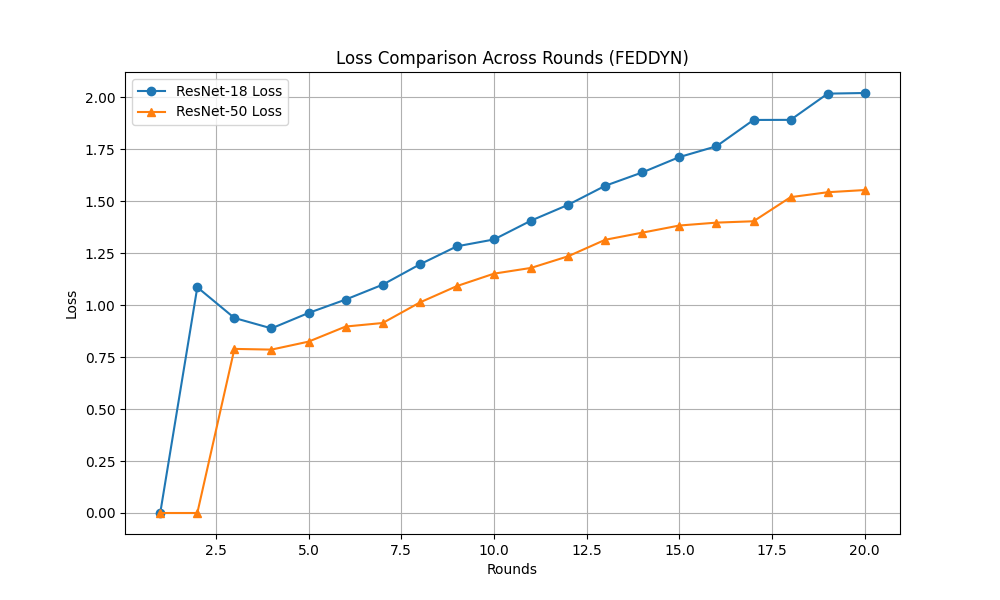 Loss Comparison Across Rounds (FEDDYN)
ResNet-18 Loss
ResNet-50 Loss
Loss
2.00
1.75
1.50
1.25
1.00
0.75
0.50
0.25
0.00
2.5 5.0 7.5 10.0 12.5 15.0 17.5 20.0
Rounds